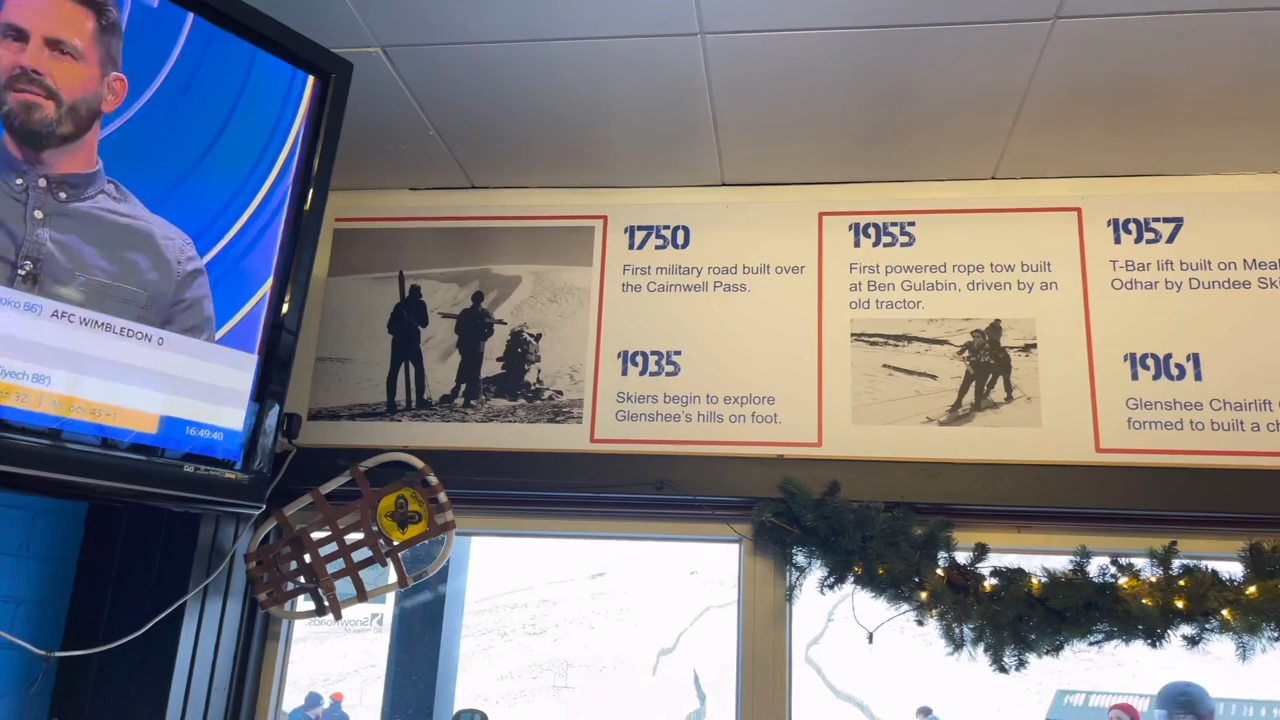 AFC WIMBLEDON 0
16:49:40
1750
First military road built over
the Cairnwell Pass.
1935
Skiers begin to explore
Glenshee's hills on foot.
1955
First powered rope tow built
at Ben Gulabin, driven by an
old tractor.
1957
T-Bar lift built on Meal
Odhar by Dundee Ski
1961
Glenshee Chairlift
formed to built a ch
SnowRoads